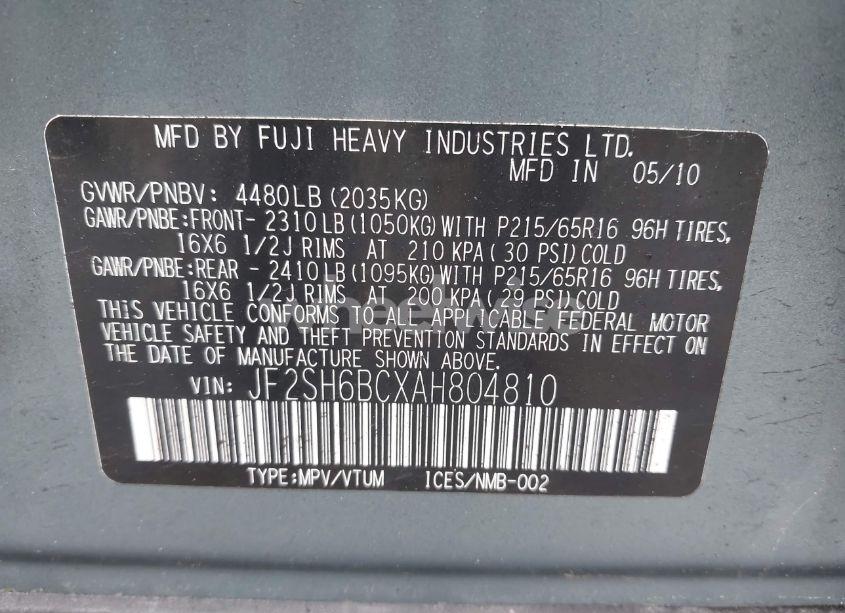 MFD BY FUJI HEAVY INDUSTRIES LTD.
MFD IN 05/10
GVWR/PNBV: 4480LB(2035KG)
GAWR/PNBE:FRONT- 2310LB(1050KG)WITH P215/65R16 96H TIRES,
16X6 1/2J RIMS AT 210 KPA(30 PSI)COLD
GAWR/PNBE:REAR - 2410LB(1095KG)WITH P215/65R16 96H TIRES,
16X6 1/2J RIMS AT 200 KPA(29 PSI)COLD
THIS VEHICLE CONFORMS TO ALL APPLICABLE FEDERAL MOTOR
VEHICLE SAFETY AND THEFT PREVENTION STANDARDS IN EFFECT ON
THE DATE OF MANUFACTURE SHOWN ABOVE.
VIN: JF2SH6BCXAH804810
TYPE:MPV/VTUM ICES/NMB-002